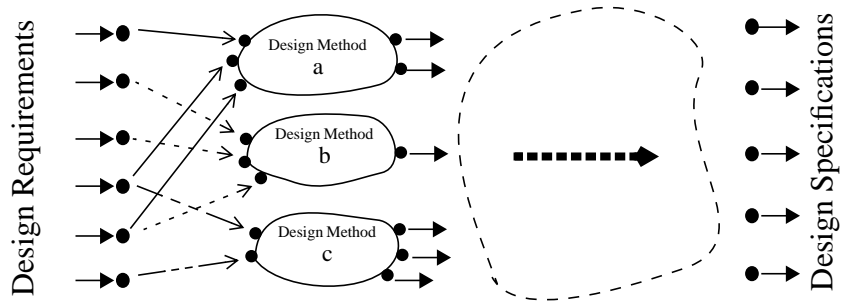 Design Requirements
Design Method
a
Design Method
b
Design Method
c
Design Specifications